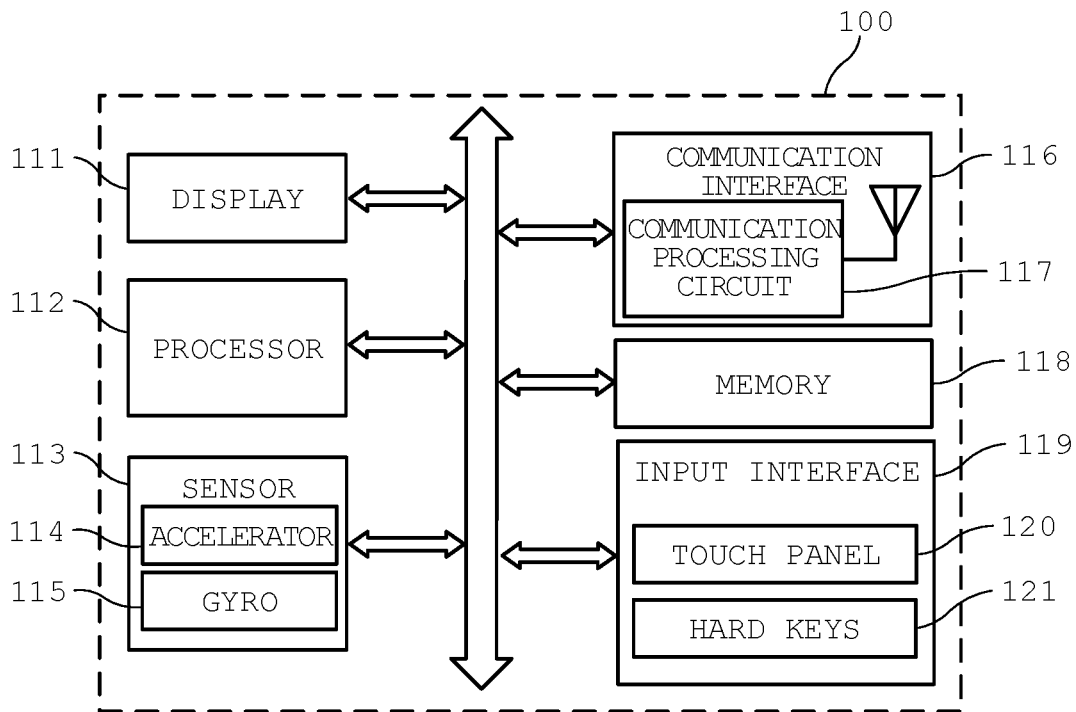 100
111
DISPLAY
112
PROCESSOR
113
SENSOR
114
ACCELERATOR
115
GYRO
COMMUNICATION
INTERFACE
116
COMMUNICATION
PROCESSING
CIRCUIT
117
MEMORY
118
INPUT INTERFACE
119
TOUCH PANEL
120
HARD KEYS
121